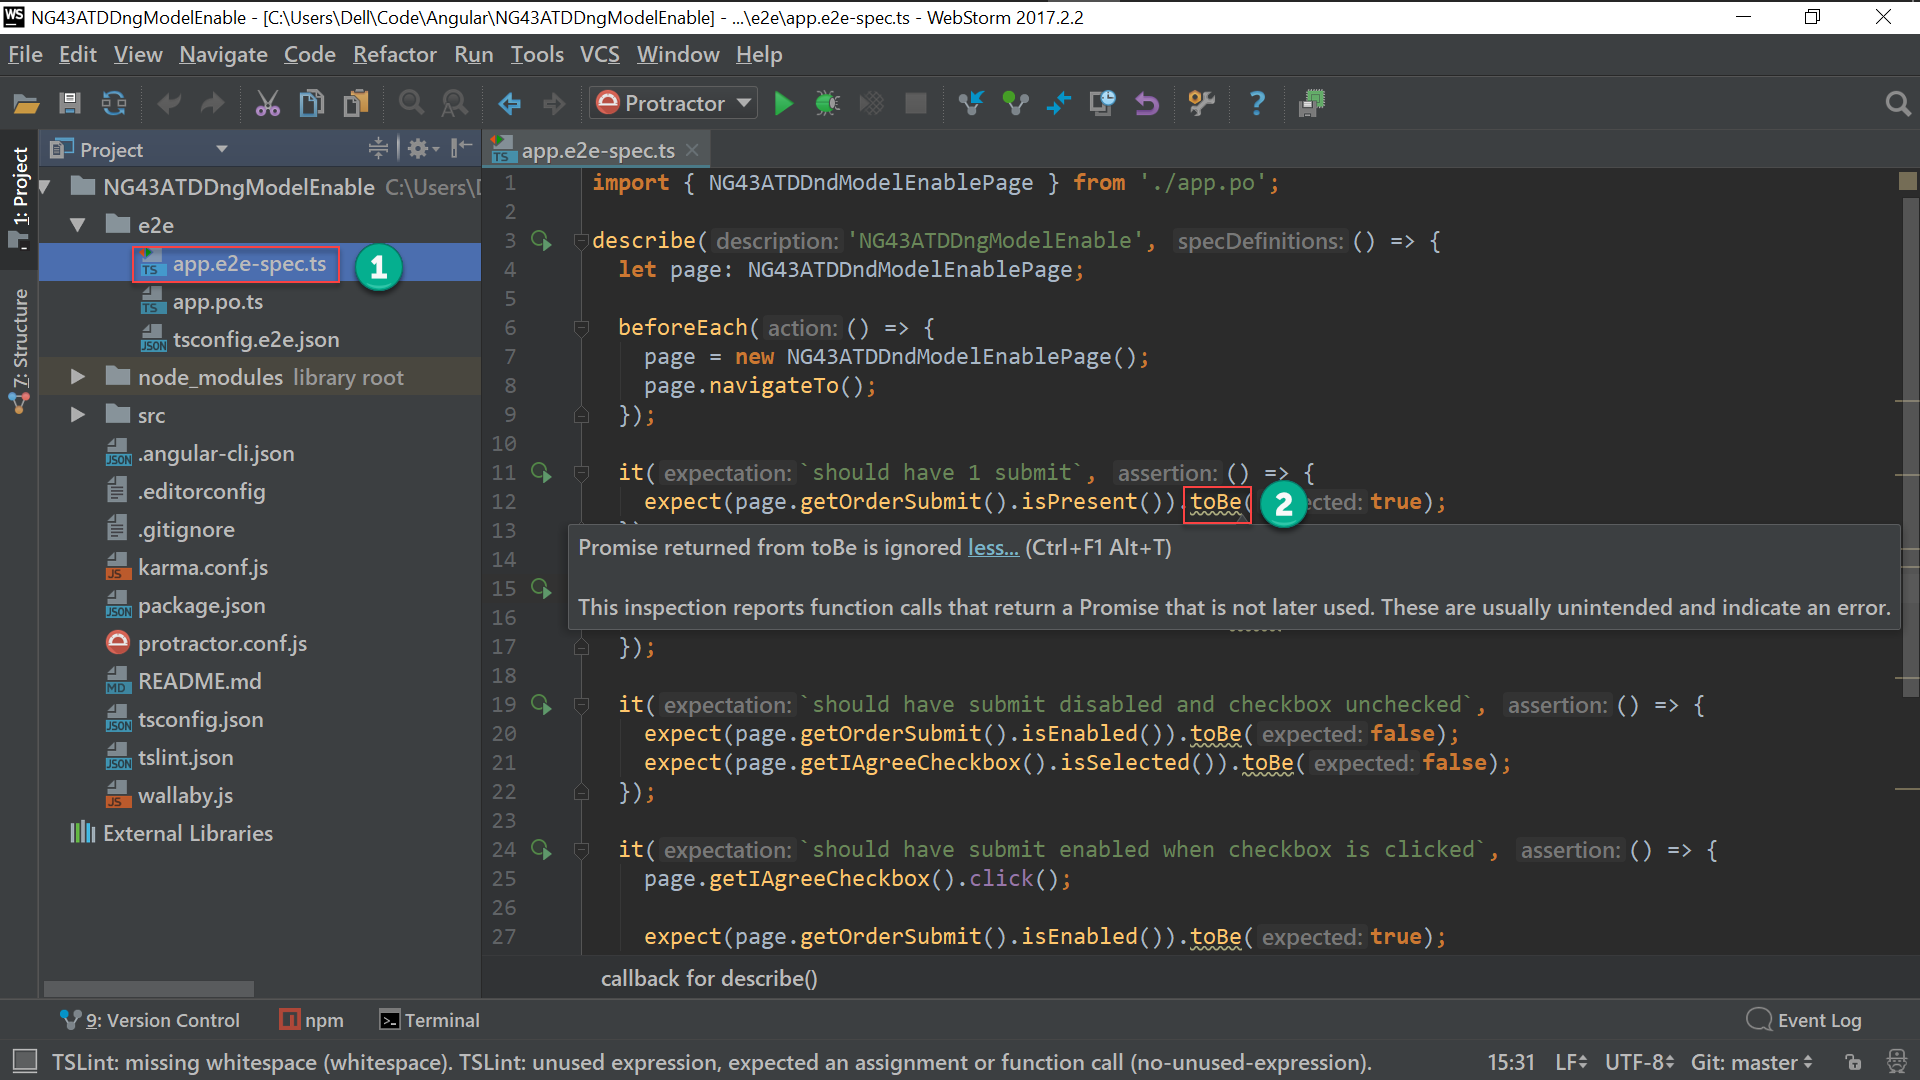 WS NG43ATDDngModelEnable - [C:\Users\Dell\Code\Angular\NG43ATDDngModelEnable] - ...\e2e\app.e2e-spec.ts - WebStorm 2017.2.2
File Edit View Navigate Code Refactor Run Tools VCS Window Help
Protractor
1: Project
7: Structure
Project
NG43ATDDngModelEnable C:\Users\
e2e
TS app.e2e-spec.ts 1
TS app.po.ts
JSON tsconfig.e2e.json
node_modules library root
src
JSON .angular-cli.json
.editorconfig
.gitignore
JS karma.conf.js
JSON package.json
protractor.conf.js
MD README.md
JSON tsconfig.json
JSON tslint.json
JS wallaby.js
External Libraries
TS app.e2e-spec.ts
1 import { NG43ATDDndModelEnablePage } from './app.po';
2
3 describe( description: 'NG43ATDDngModelEnable', specDefinitions: () => {
4 let page: NG43ATDDndModelEnablePage;
5
6 beforeEach( action: () => {
7 page = new NG43ATDDndModelEnablePage();
8 page.navigateTo();
9 });
10
11 it( expectation: `should have 1 submit`, assertion: () => {
12 expect(page.getOrderSubmit().isPresent()).toBe( 2 cted: true);
13
Promise returned from toBe is ignored less... (Ctrl+F1 Alt+T)
14
15
This inspection reports function calls that return a Promise that is not later used. These are usually unintended and indicate an error.
16
17 });
18
19 it( expectation: `should have submit disabled and checkbox unchecked`, assertion: () => {
20 expect(page.getOrderSubmit().isEnabled()).toBe( expected: false);
21 expect(page.getIAgreeCheckbox().isSelected()).toBe( expected: false);
22 });
23
24 it( expectation: `should have submit enabled when checkbox is clicked`, assertion: () => {
25 page.getIAgreeCheckbox().click();
26
27 expect(page.getOrderSubmit().isEnabled()).toBe( expected: true);
callback for describe()
9: Version Control npm Terminal Event Log
TSLint: missing whitespace (whitespace). TSLint: unused expression, expected an assignment or function call (no-unused-expression). 15:31 LF UTF-8 Git: master